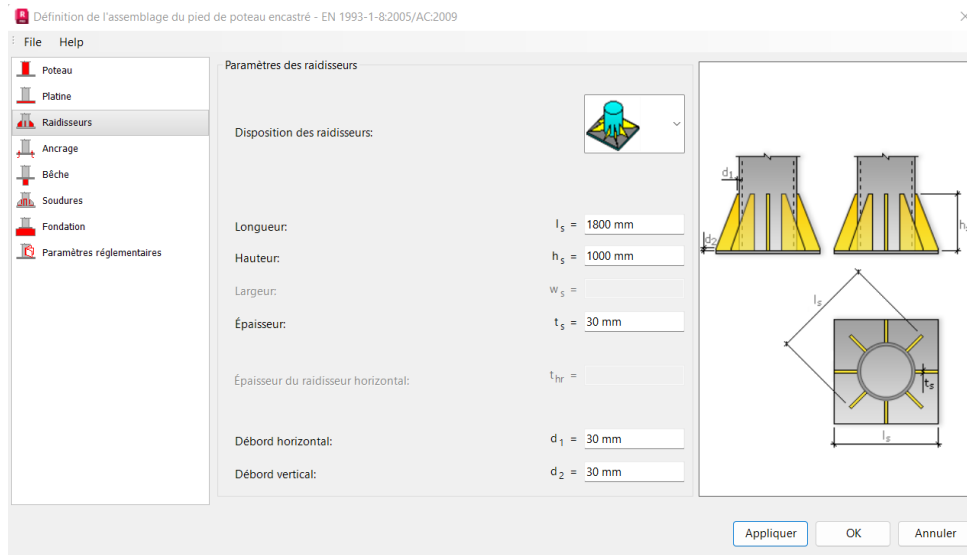 Définition de l'assemblage du pied de poteau encastré - EN 1993-1-8:2005/AC:2009
File Help
Poteau
Platine
Raidisseurs
Ancrage
Bêche
Soudures
Fondation
Paramètres réglementaires
Paramètres des raidisseurs
Disposition des raidisseurs:
Longueur: l s = 1800 mm
Hauteur: h s = 1000 mm
Largeur: w s =
Épaisseur: t s = 30 mm
Épaisseur du raidisseur horizontal: t hr =
Débord horizontal: d 1 = 30 mm
Débord vertical: d 2 = 30 mm
d1
d2
hs
ls
ts
ls
Appliquer OK Annuler